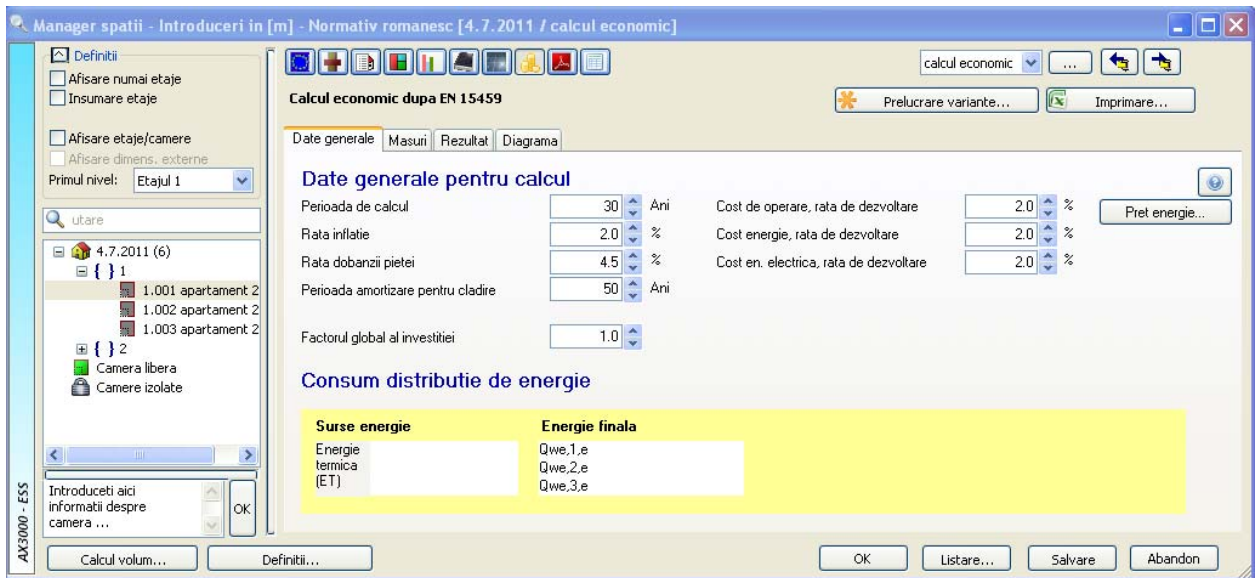 Manager spatii - Introduceri in [m] - Normativ romanesc [4.7.2011 / calcul economic]
Definitii
Afisare numai etaje
Insumare etaje
Afisare etaje/camere
Afisare dimens. externe
Primul nivel: Etajul 1
utare
4.7.2011 (6)
{ } 1
1.001 apartament 2
1.002 apartament 2
1.003 apartament 2
{ } 2
Camera libera
Camere izolate
Introduceti aici
informatii despre
camera ...
OK
AX3000 - ESS
calcul economic ...
Calcul economic dupa EN 15459
Prelucrare variante... Imprimare...
Date generale Masuri Rezultat Diagrama
Date generale pentru calcul
Perioada de calcul 30 Ani Cost de operare, rata de dezvoltare 2.0 %
Pret energie...
Rata inflatie 2.0 % Cost energie, rata de dezvoltare 2.0 %
Rata dobanzii pietei 4.5 % Cost en. electrica, rata de dezvoltare 2.0 %
Perioada amortizare pentru cladire 50 Ani
Factorul global al investitiei 1.0
Consum distributie de energie
Surse energie Energie finala
Energie
termica
(ET)
Qwe,1,e
Qwe,2,e
Qwe,3,e
Calcul volum... Definitii... OK Listare... Salvare Abandon